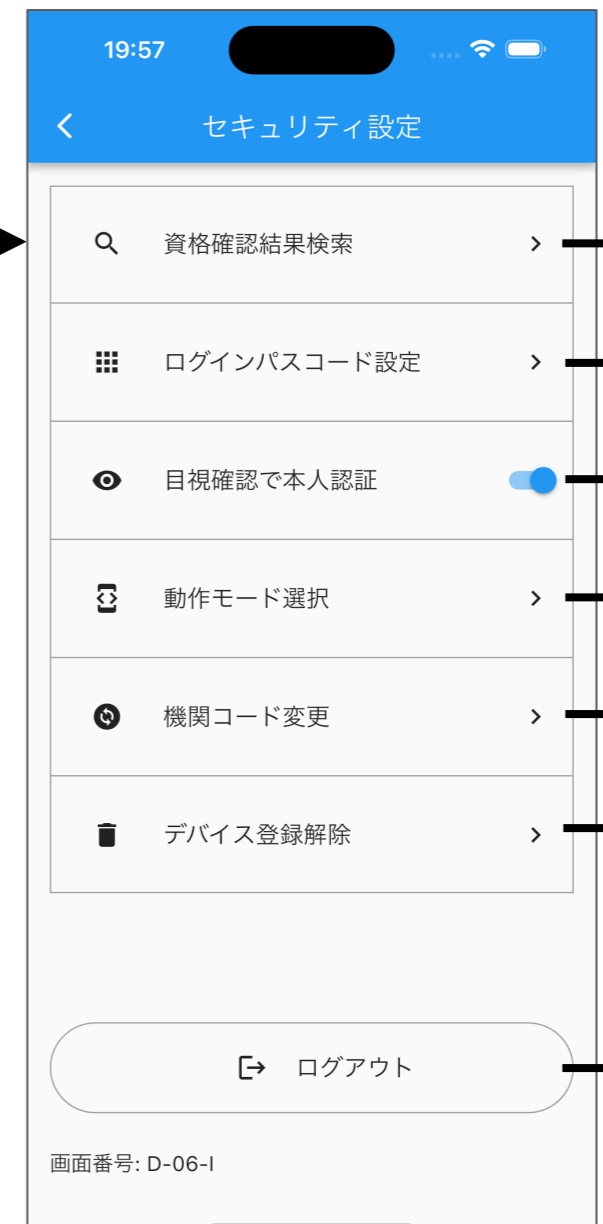 19:57
セキュリティ設定
資格確認結果検索
ログインパスコード設定
目視確認で本人認証
動作モード選択
機関コード変更
デバイス登録解除
ログアウト
画面番号: D-06-I